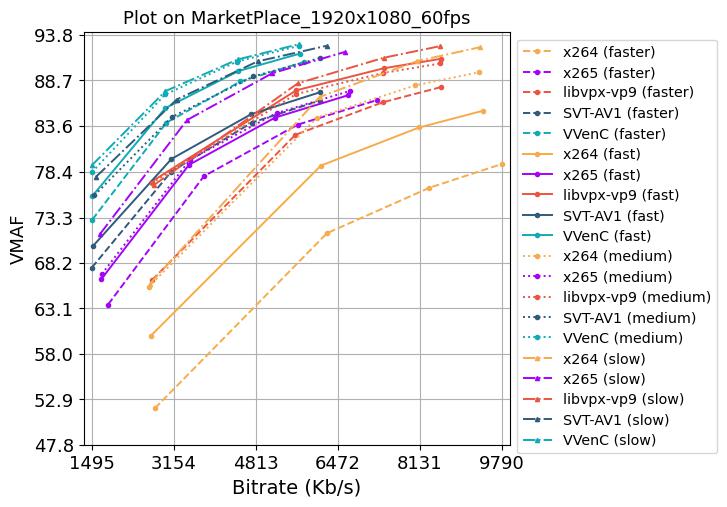 Plot on MarketPlace_1920x1080_60fps
93.8
88.7
83.6
78.4
73.3
68.2
63.1
58.0
52.9
47.8
VMAF
1495 3154 4813 6472 8131 9790
Bitrate (Kb/s)
x264 (faster)
x265 (faster)
libvpx-vp9 (faster)
SVT-AV1 (faster)
VVenC (faster)
x264 (fast)
x265 (fast)
libvpx-vp9 (fast)
SVT-AV1 (fast)
VVenC (fast)
x264 (medium)
x265 (medium)
libvpx-vp9 (medium)
SVT-AV1 (medium)
VVenC (medium)
x264 (slow)
x265 (slow)
libvpx-vp9 (slow)
SVT-AV1 (slow)
VVenC (slow)